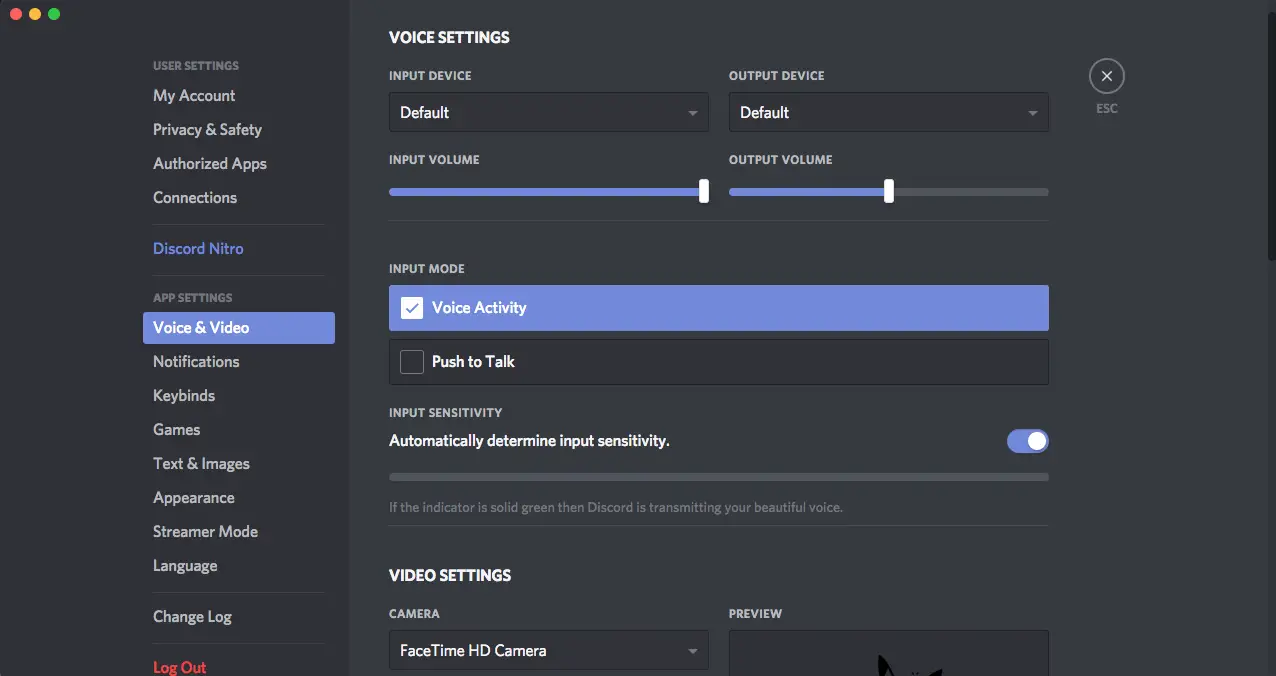 USER SETTINGS
My Account
Privacy & Safety
Authorized Apps
Connections
Discord Nitro
APP SETTINGS
Voice & Video
Notifications
Keybinds
Games
Text & Images
Appearance
Streamer Mode
Language
Change Log
Log Out
VOICE SETTINGS
INPUT DEVICE
Default
OUTPUT DEVICE
Default
INPUT VOLUME
OUTPUT VOLUME
INPUT MODE
Voice Activity
Push to Talk
INPUT SENSITIVITY
Automatically determine input sensitivity.
If the indicator is solid green then Discord is transmitting your beautiful voice.
VIDEO SETTINGS
CAMERA
FaceTime HD Camera
PREVIEW
ESC